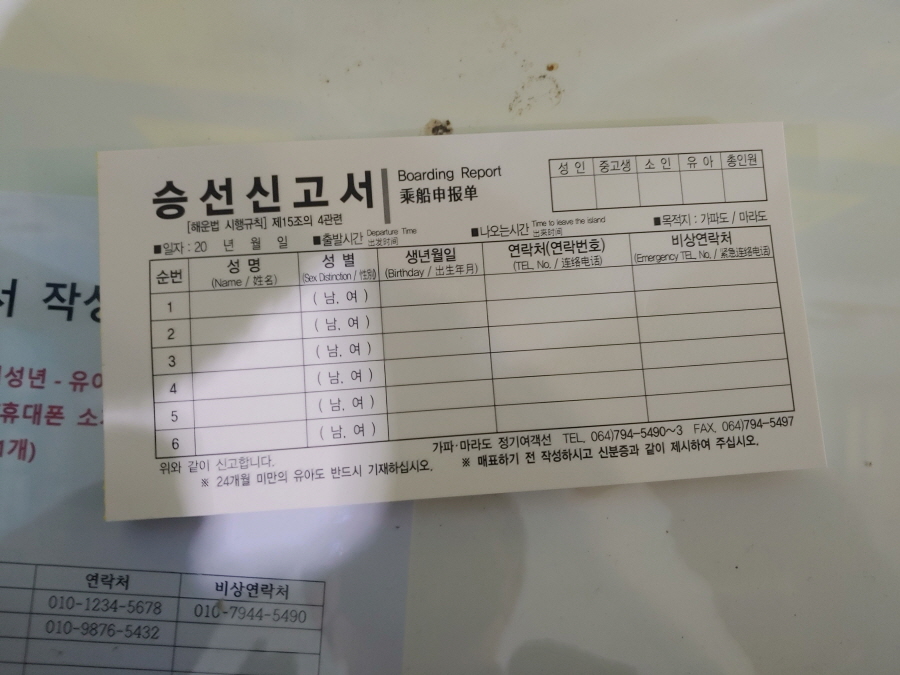 승선신고서
Boarding Report
乘船申报单
[해운법 시행규칙] 제15조의 4관련
성 인 중고생 소 인 유 아 총인원
■일자 : 20 년 월 일 ■출발시간 Departure Time 出发时间 ■나오는시간 Time to leave the island 出来时间 ■목적지 : 가파도 / 마라도
순번 성 명 (Name / 姓名) 성 별 (Sex Distinction / 性别) 생년월일 (Birthday / 出生年月) 연락처(연락번호) (TEL, No. / 连络电话) 비상연락처 (Emergency TEL, No. / 紧急连络电话)
1 ( 남, 여 )
2 ( 남, 여 )
3 ( 남, 여 )
4 ( 남, 여 )
5 ( 남, 여 )
6 ( 남, 여 )
위와 같이 신고합니다.
가파·마라도 정기여객선 TEL, 064)794-5490~3 FAX, 064)794-5497
※ 24개월 미만의 유아도 반드시 기재하십시오.
※ 매표하기 전 작성하시고 신분증과 같이 제시하여 주십시오.
서 작성
성년 - 유아
휴대폰 소
1개)
연락처 비상연락처
010-1234-5678 010-7944-5490
010-9876-5432